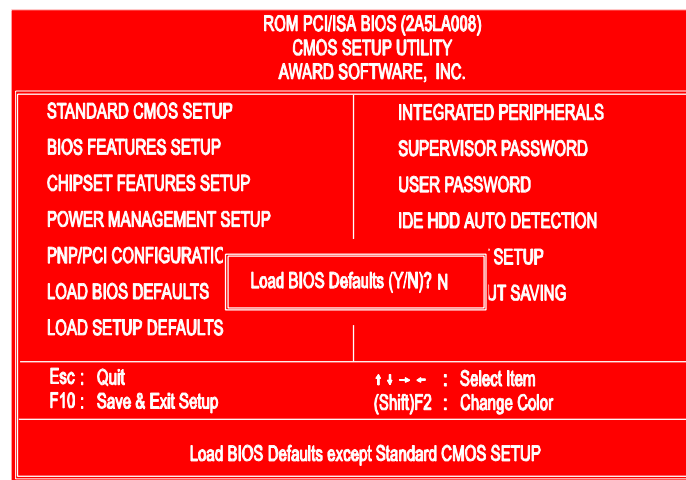 ROM PCI/ISA BIOS (2A5LA008)
CMOS SETUP UTILITY
AWARD SOFTWARE, INC.
STANDARD CMOS SETUP
BIOS FEATURES SETUP
CHIPSET FEATURES SETUP
POWER MANAGEMENT SETUP
PNP/PCI
LOAD BIOS DEFAULTS
LOAD SETUP DEFAULTS
INTEGRATED PERIPHERALS
SUPERVISOR PASSWORD
USER PASSWORD
IDE HDD AUTO DETECTION
SETUP
SAVING
Load BIOS Defaults (Y/N)? N
Esc : Quit
F10 : Save & Exit Setup
↑ ↓ → ← : Select Item
(Shift)F2 : Change Color
Load BIOS Defaults except Standard CMOS SETUP